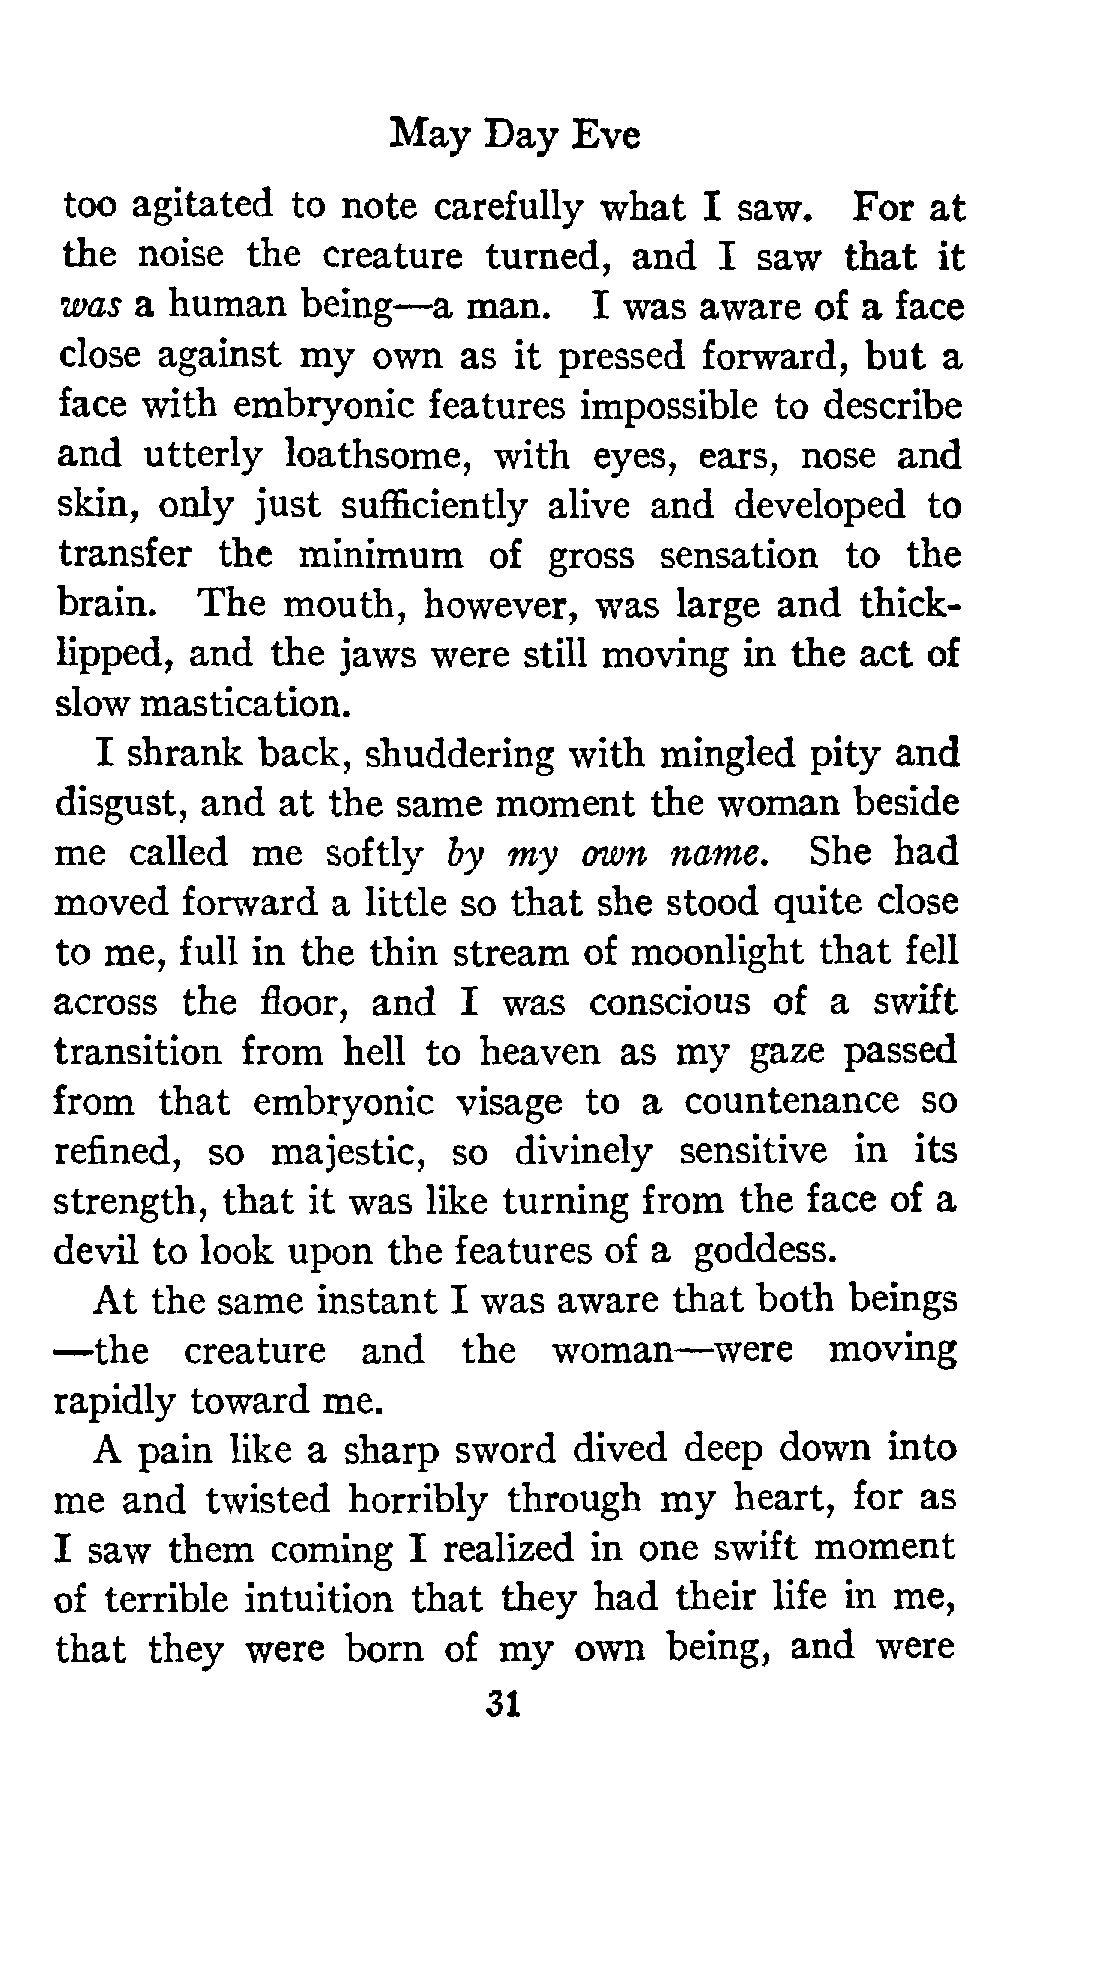 May Day Eve
too agitated to note carefully what I saw. For at
the noise the creature turned, and I saw that it
was a human being—a man. I was aware of a face
close against my own as it pressed forward, but a
face with embryonic features impossible to describe
and utterly loathsome, with eyes, ears, nose and
skin, only just sufficiently alive and developed to
transfer the minimum of gross sensation to the
brain. The mouth, however, was large and thick-
lipped, and the jaws were still moving in the act of
slow mastication.
I shrank back, shuddering with mingled pity and
disgust, and at the same moment the woman beside
me called me softly by my own name. She had
moved forward a little so that she stood quite close
to me, full in the thin stream of moonlight that fell
across the floor, and I was conscious of a swift
transition from hell to heaven as my gaze passed
from that embryonic visage to a countenance so
refined, so majestic, so divinely sensitive in its
strength, that it was like turning from the face of a
devil to look upon the features of a goddess.
At the same instant I was aware that both beings
—the creature and the woman—were moving
rapidly toward me.
A pain like a sharp sword dived deep down into
me and twisted horribly through my heart, for as
I saw them coming I realized in one swift moment
of terrible intuition that they had their life in me,
that they were born of my own being, and were
31